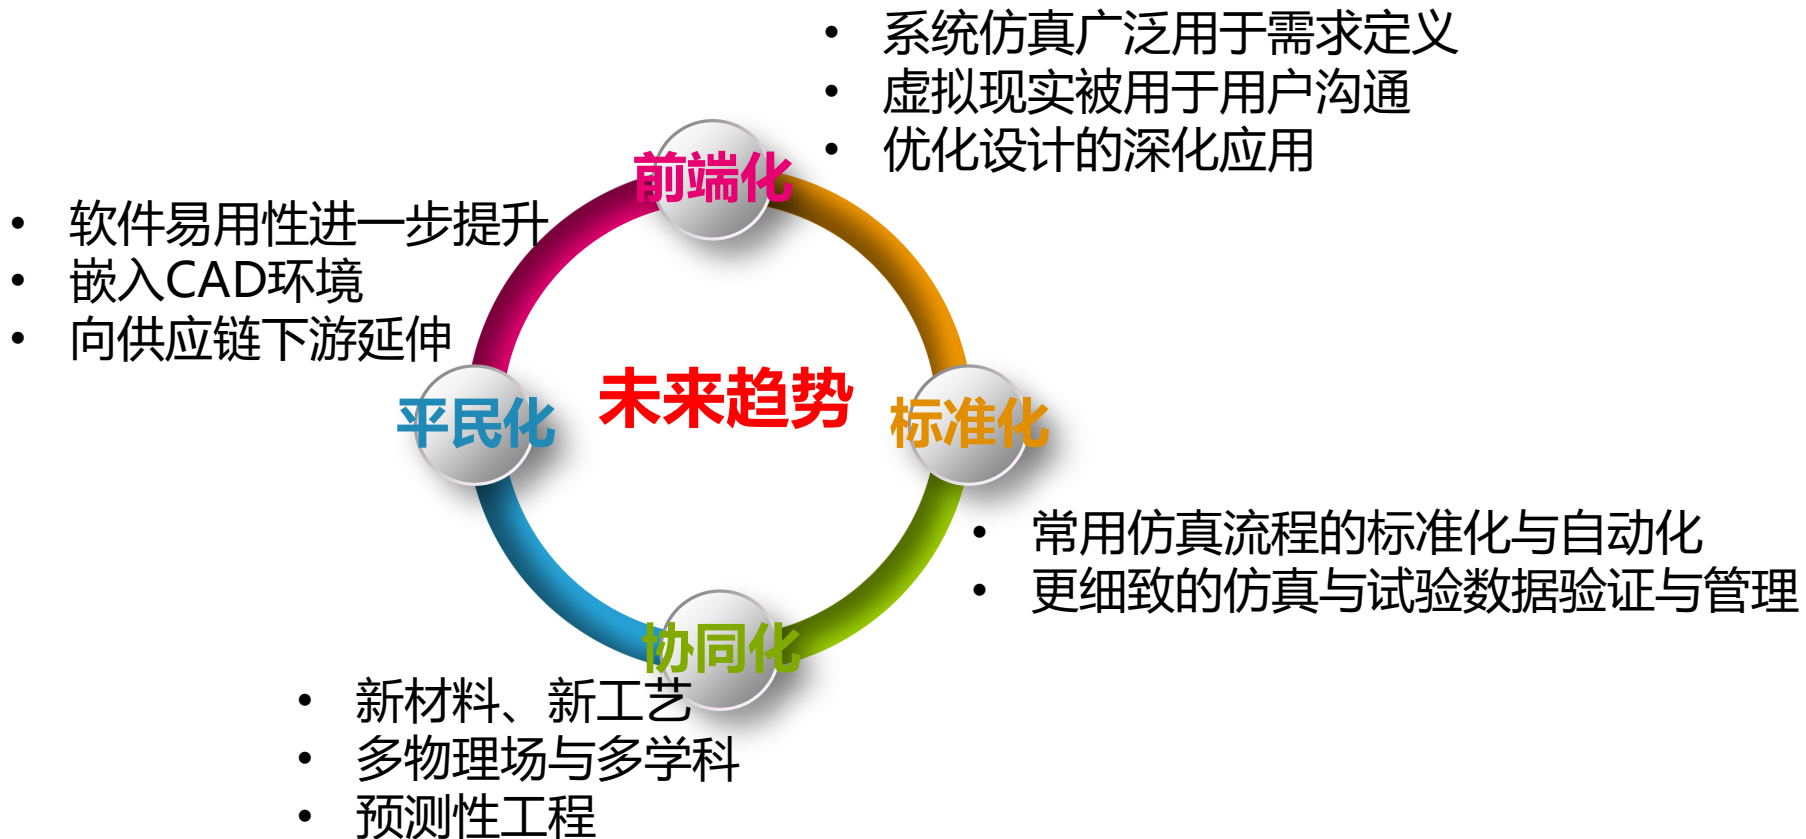 • 系统仿真广泛用于需求定义
• 虚拟现实被用于用户沟通
• 优化设计的深化应用
前端化
• 软件易用性进一步提升
• 嵌入CAD环境
• 向供应链下游延伸
平民化
未来趋势
标准化
• 常用仿真流程的标准化与自动化
• 更细致的仿真与试验数据验证与管理
协同化
• 新材料、新工艺
• 多物理场与多学科
• 预测性工程